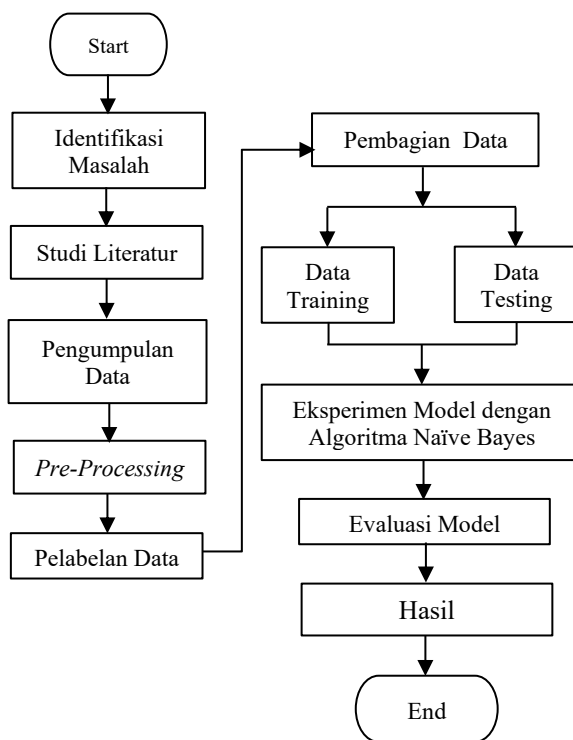 Start
Identifikasi
Masalah
Studi Literatur
Pengumpulan
Data
Pre-Processing
Pelabelan Data
Pembagian Data
Data
Training
Data
Testing
Eksperimen Model dengan
Algoritma Naïve Bayes
Evaluasi Model
Hasil
End